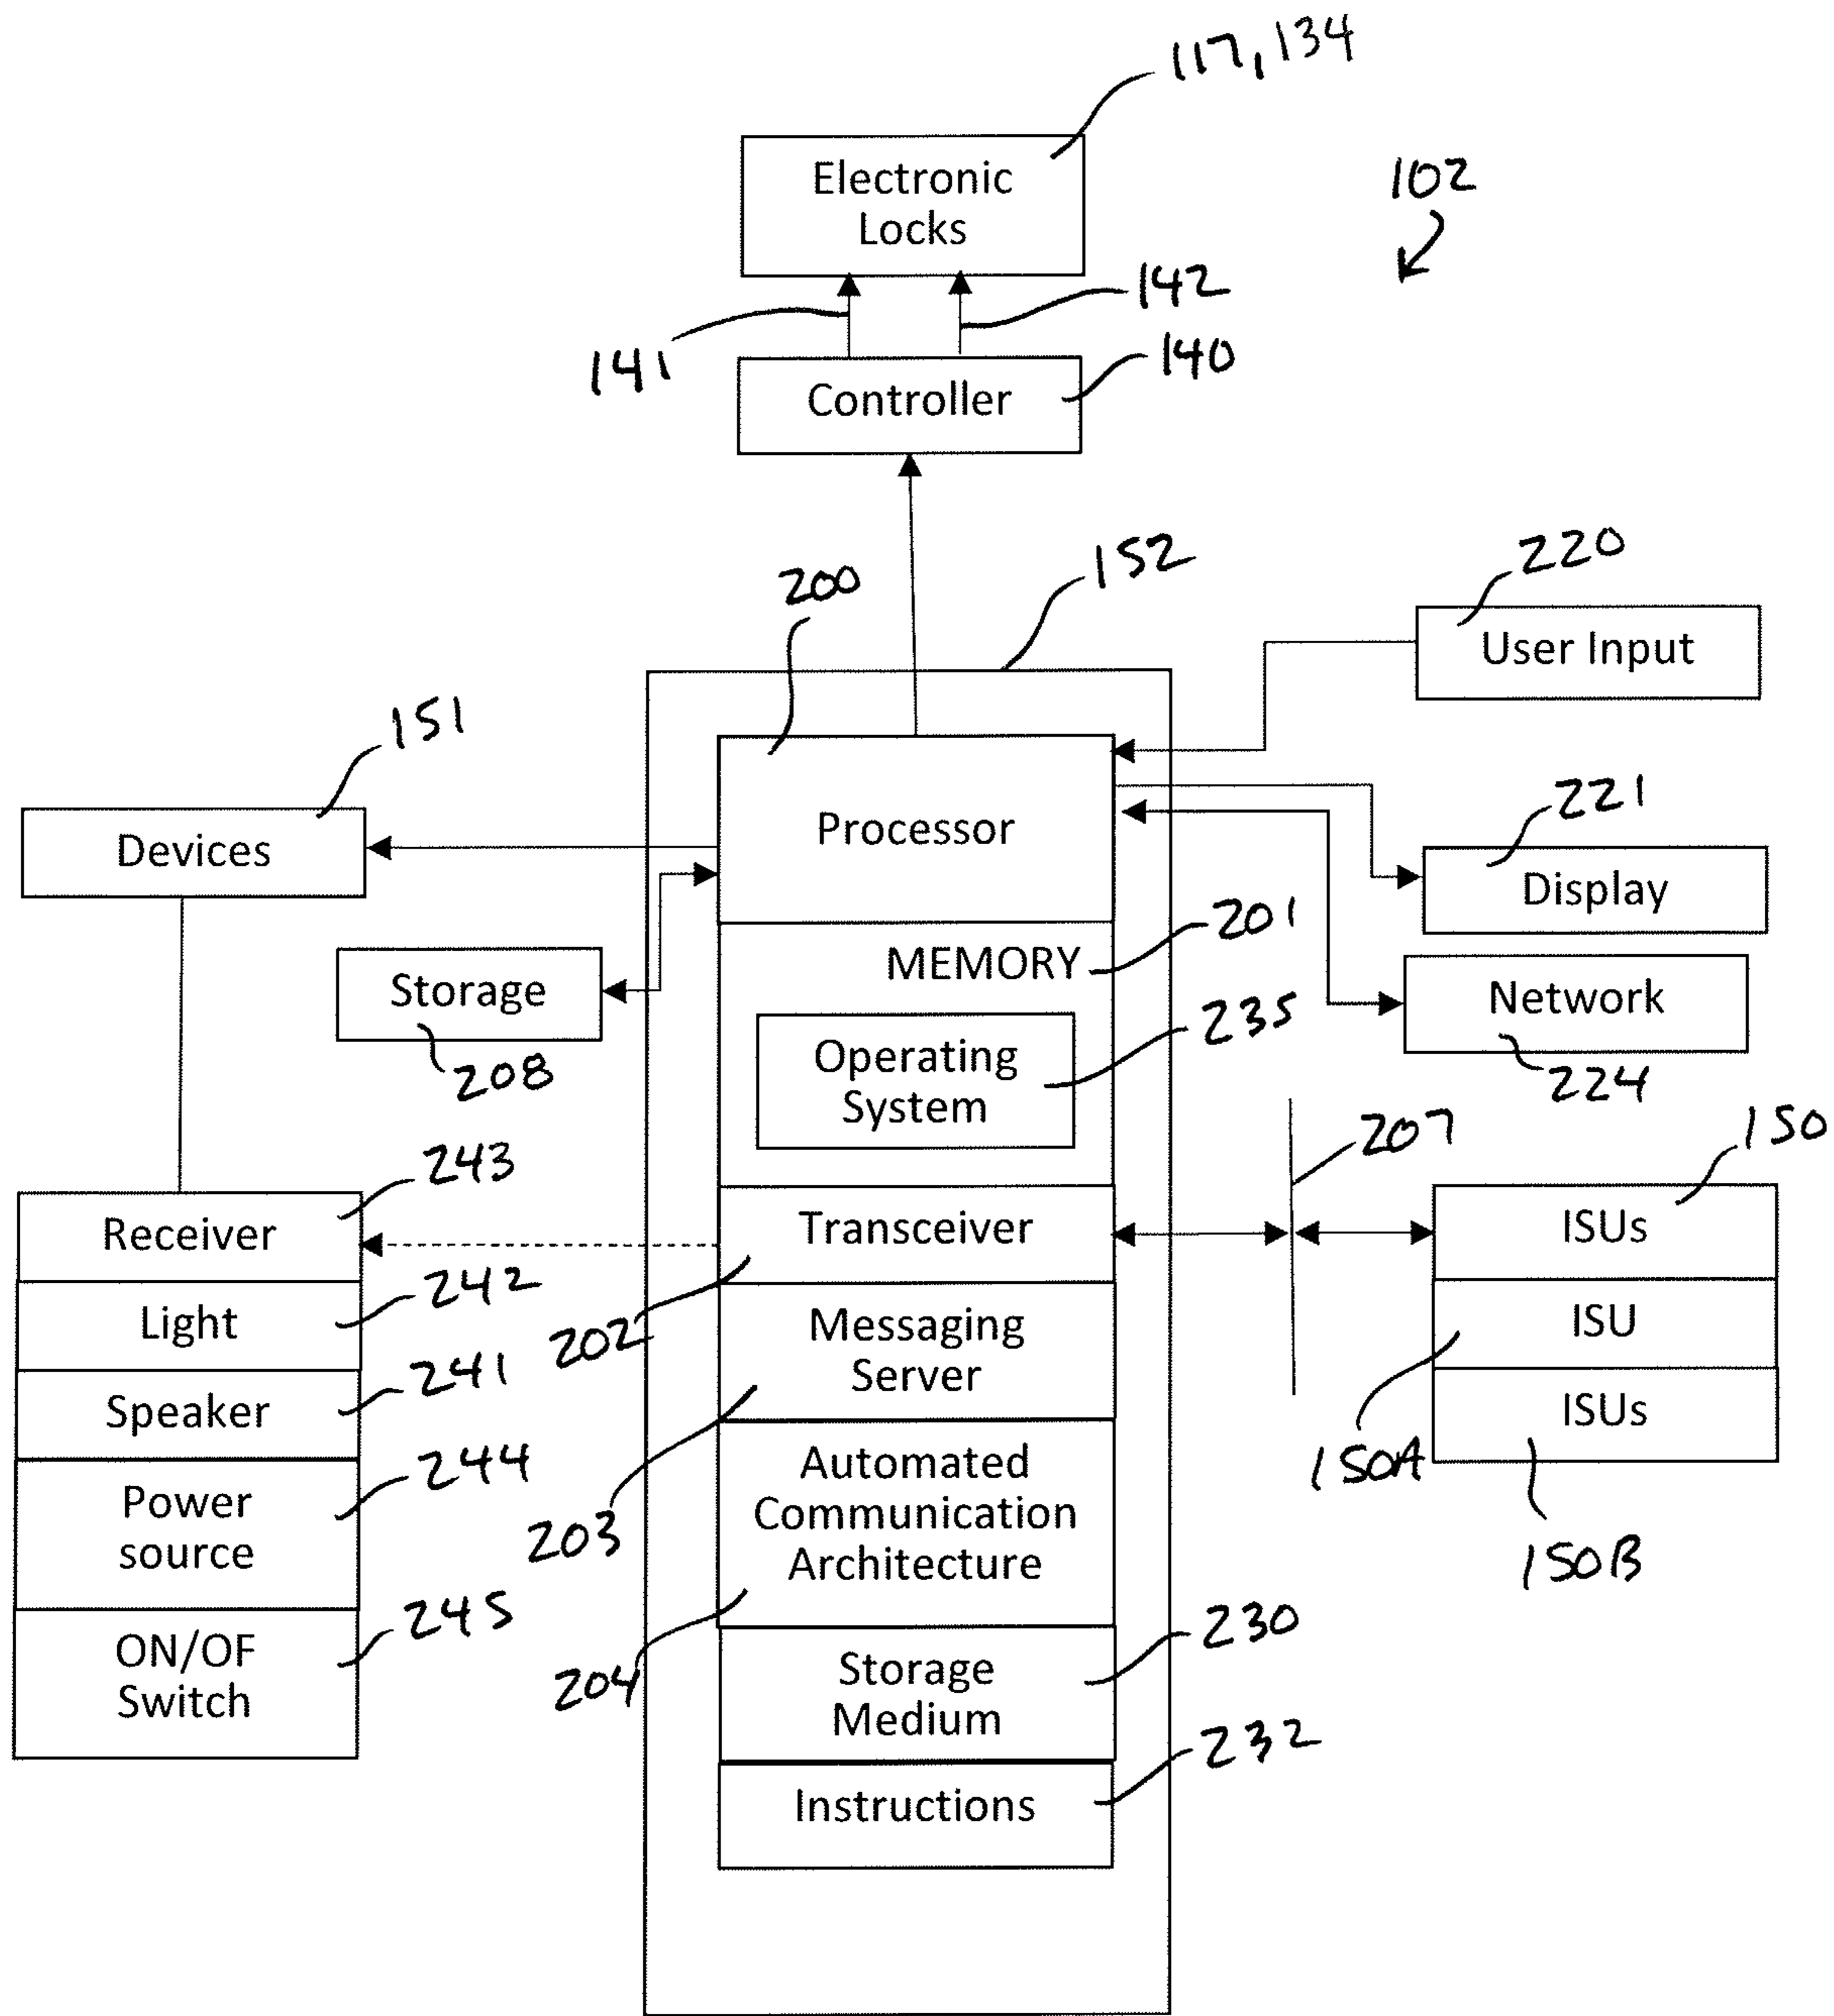 117, 134
Electronic
Locks
102
142
141
140
Controller
220
152
200
User Input
151
221
Processor
Devices
Display
201
MEMORY
Storage
Network
235
Operating
System
208
224
207
150
243
Receiver
Transceiver
ISUs
242
Light
202
Messaging
Server
ISU
241
Speaker
ISUs
244
Automated
Communication
Architecture
150A
Power
source
203
150B
245
ON/OF
Switch
204
230
Storage
Medium
232
Instructions